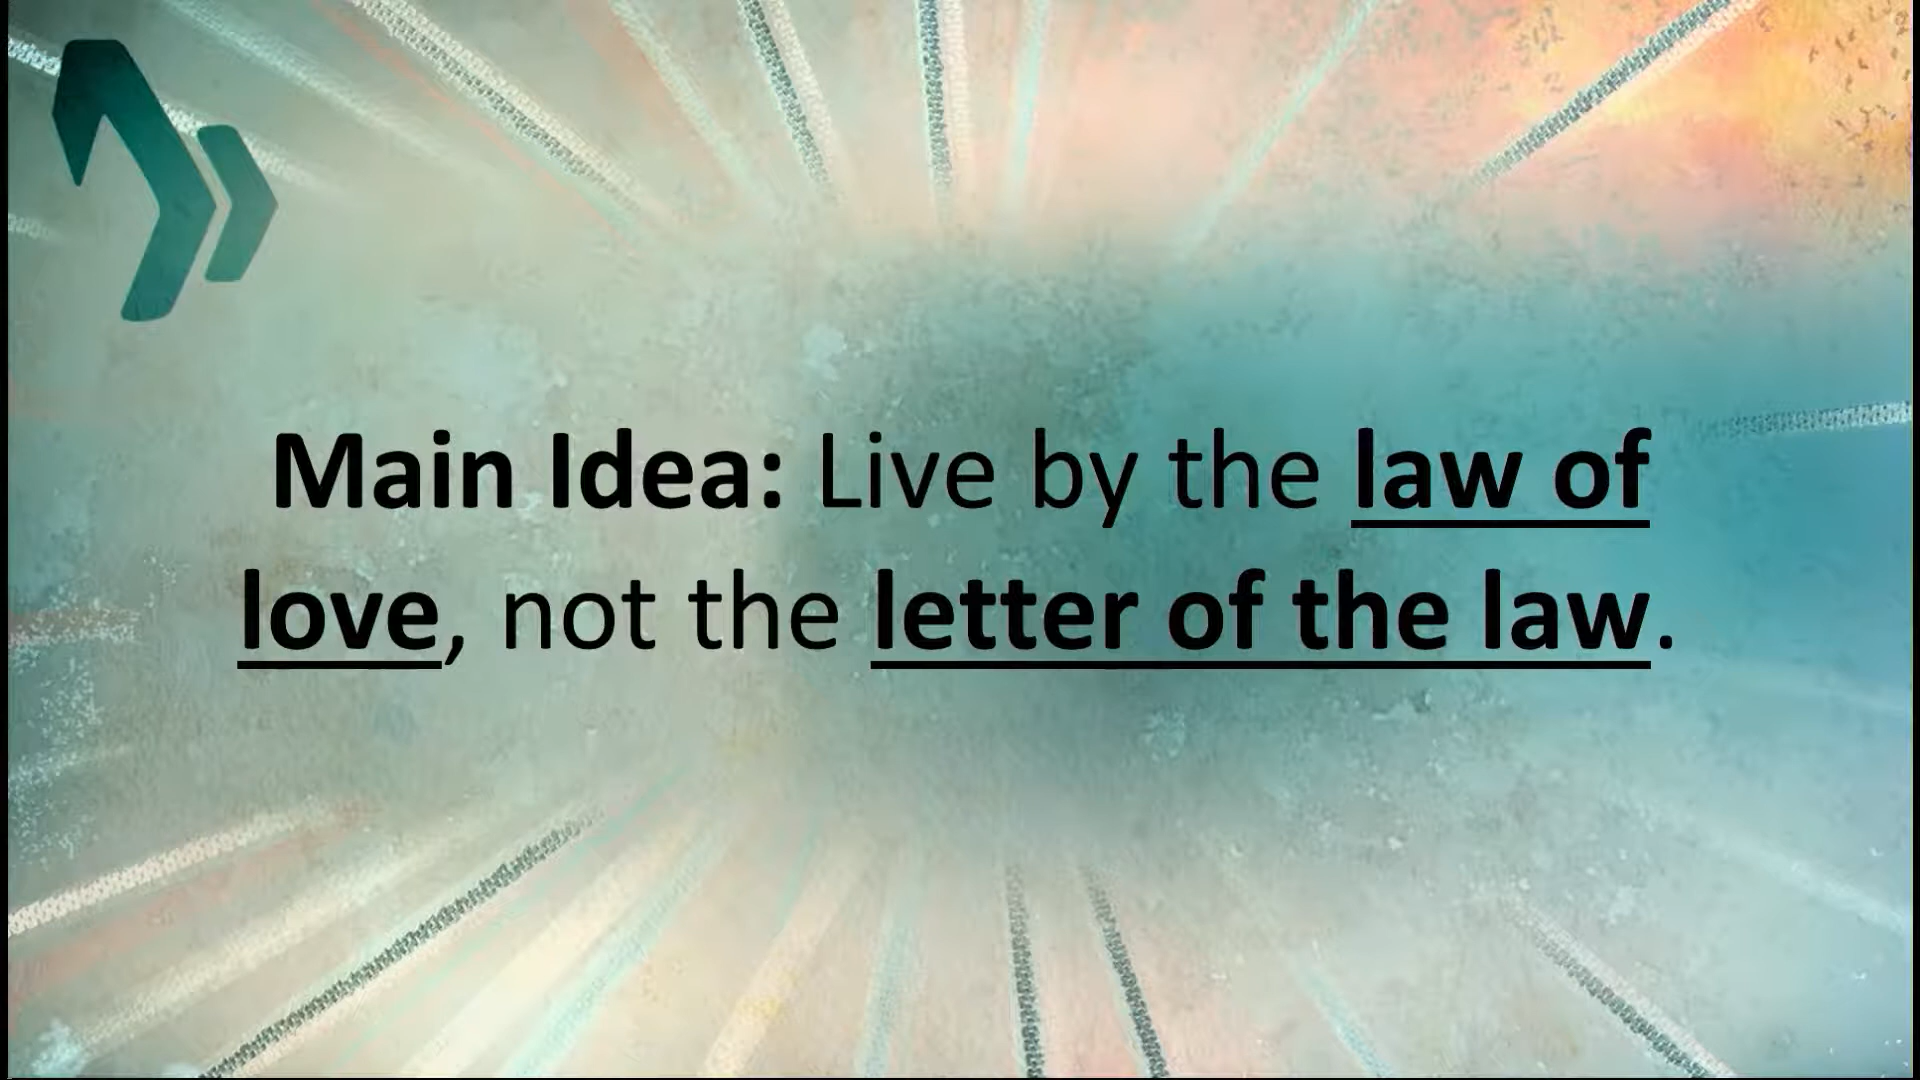 Main Idea: Live by the law of
love, not the letter of the law.